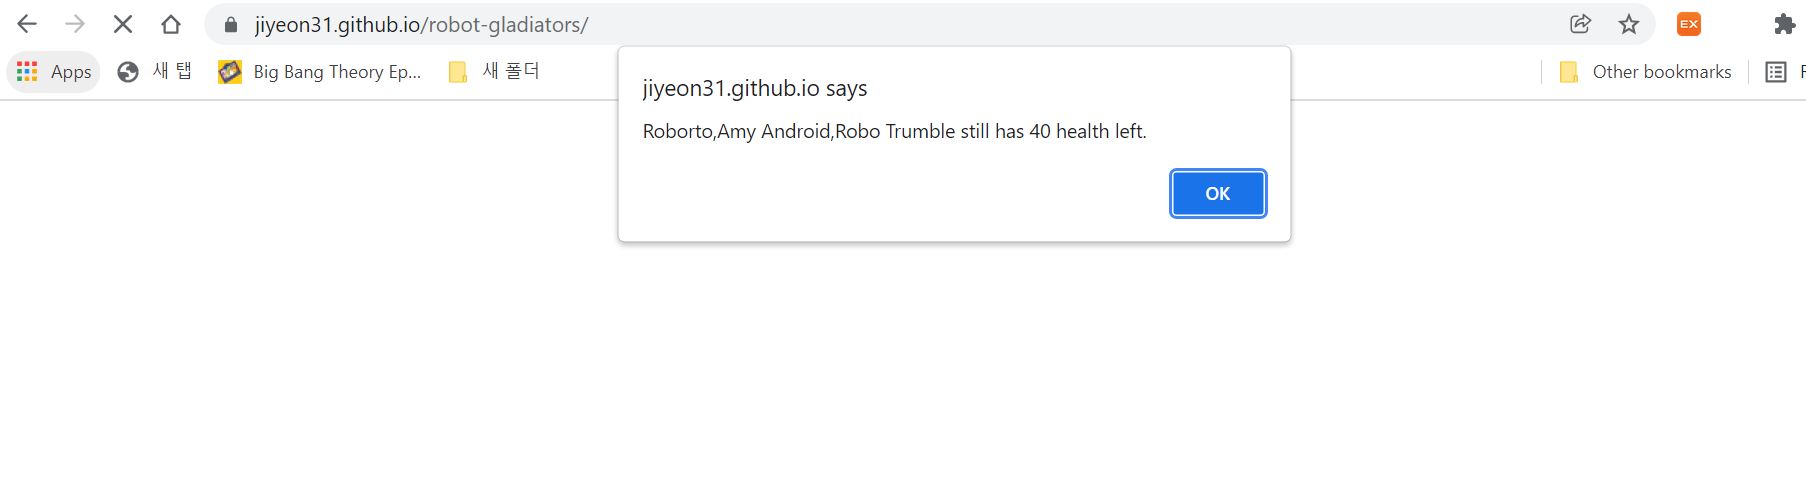 jiyeon31.github.io/robot-gladiators/
EX
Apps 새 탭 Big Bang Theory Ep... 새 폴더 Other bookmarks
jiyeon31.github.io says
Roborto,Amy Android,Robo Trumble still has 40 health left.
OK